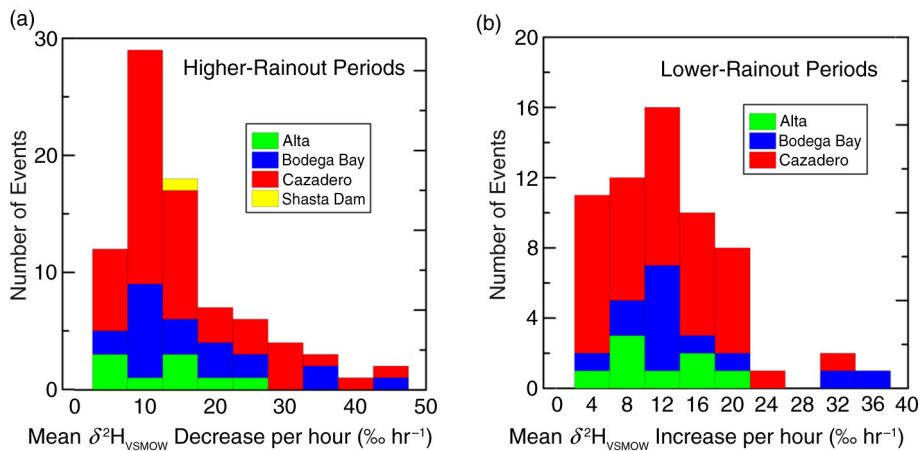 (a)
Higher-Rainout Periods
Alta
Bodega Bay
Cazadero
Shasta Dam
Number of Events
30
20
10
0
0 10 20 30 40 50
Mean δ²H_VSMOW Decrease per hour (‰ hr⁻¹)
(b)
Lower-Rainout Periods
Alta
Bodega Bay
Cazadero
Number of Events
20
16
12
8
4
0
0 4 8 12 16 20 24 28 32 36 40
Mean δ²H_VSMOW Increase per hour (‰ hr⁻¹)